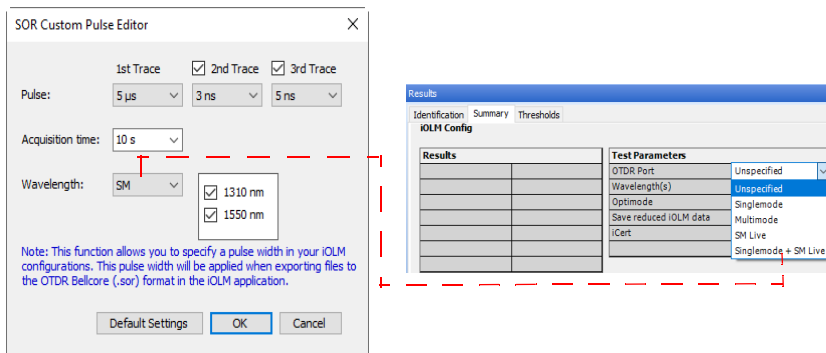 SOR Custom Pulse Editor
1st Trace 2nd Trace 3rd Trace
Pulse: 5 µs 3 ns 5 ns
Acquisition time: 10 s
Wavelength: SM
1310 nm
1550 nm
Note: This function allows you to specify a pulse width in your iOLM
configurations. This pulse width will be applied when exporting files to
the OTDR Bellcore (.sor) format in the iOLM application.
Default Settings OK Cancel
Results
Identification Summary Thresholds
iOLM Config
Results
Test Parameters
OTDR Port Unspecified
Wavelength(s)
Optimode
Save reduced iOLM data
iCert
Unspecified
Singlemode
Multimode
SM Live
Singlemode + SM Live